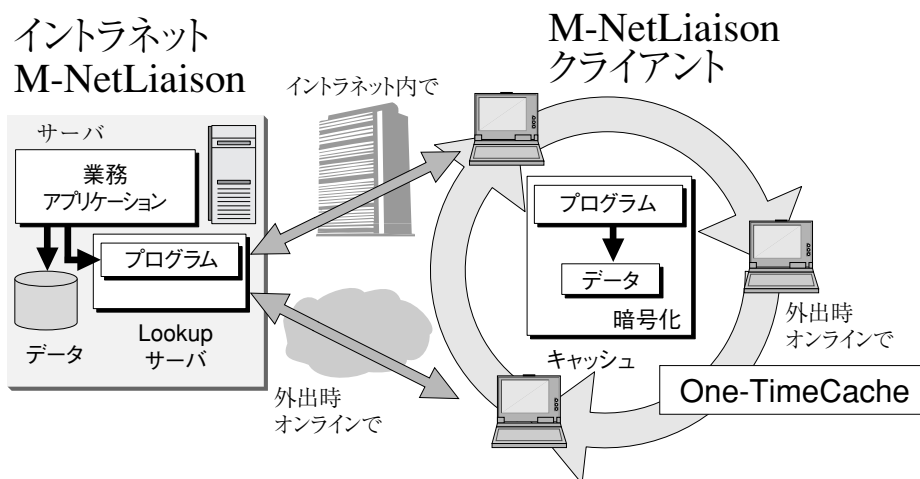 イントラネット
M-NetLiaison
M-NetLiaison
クライアント
イントラネット内で
サーバ
業務
アプリケーション
プログラム
データ
Lookup
サーバ
外出時
オンラインで
プログラム
データ
暗号化
キャッシュ
外出時
オンラインで
One-TimeCache